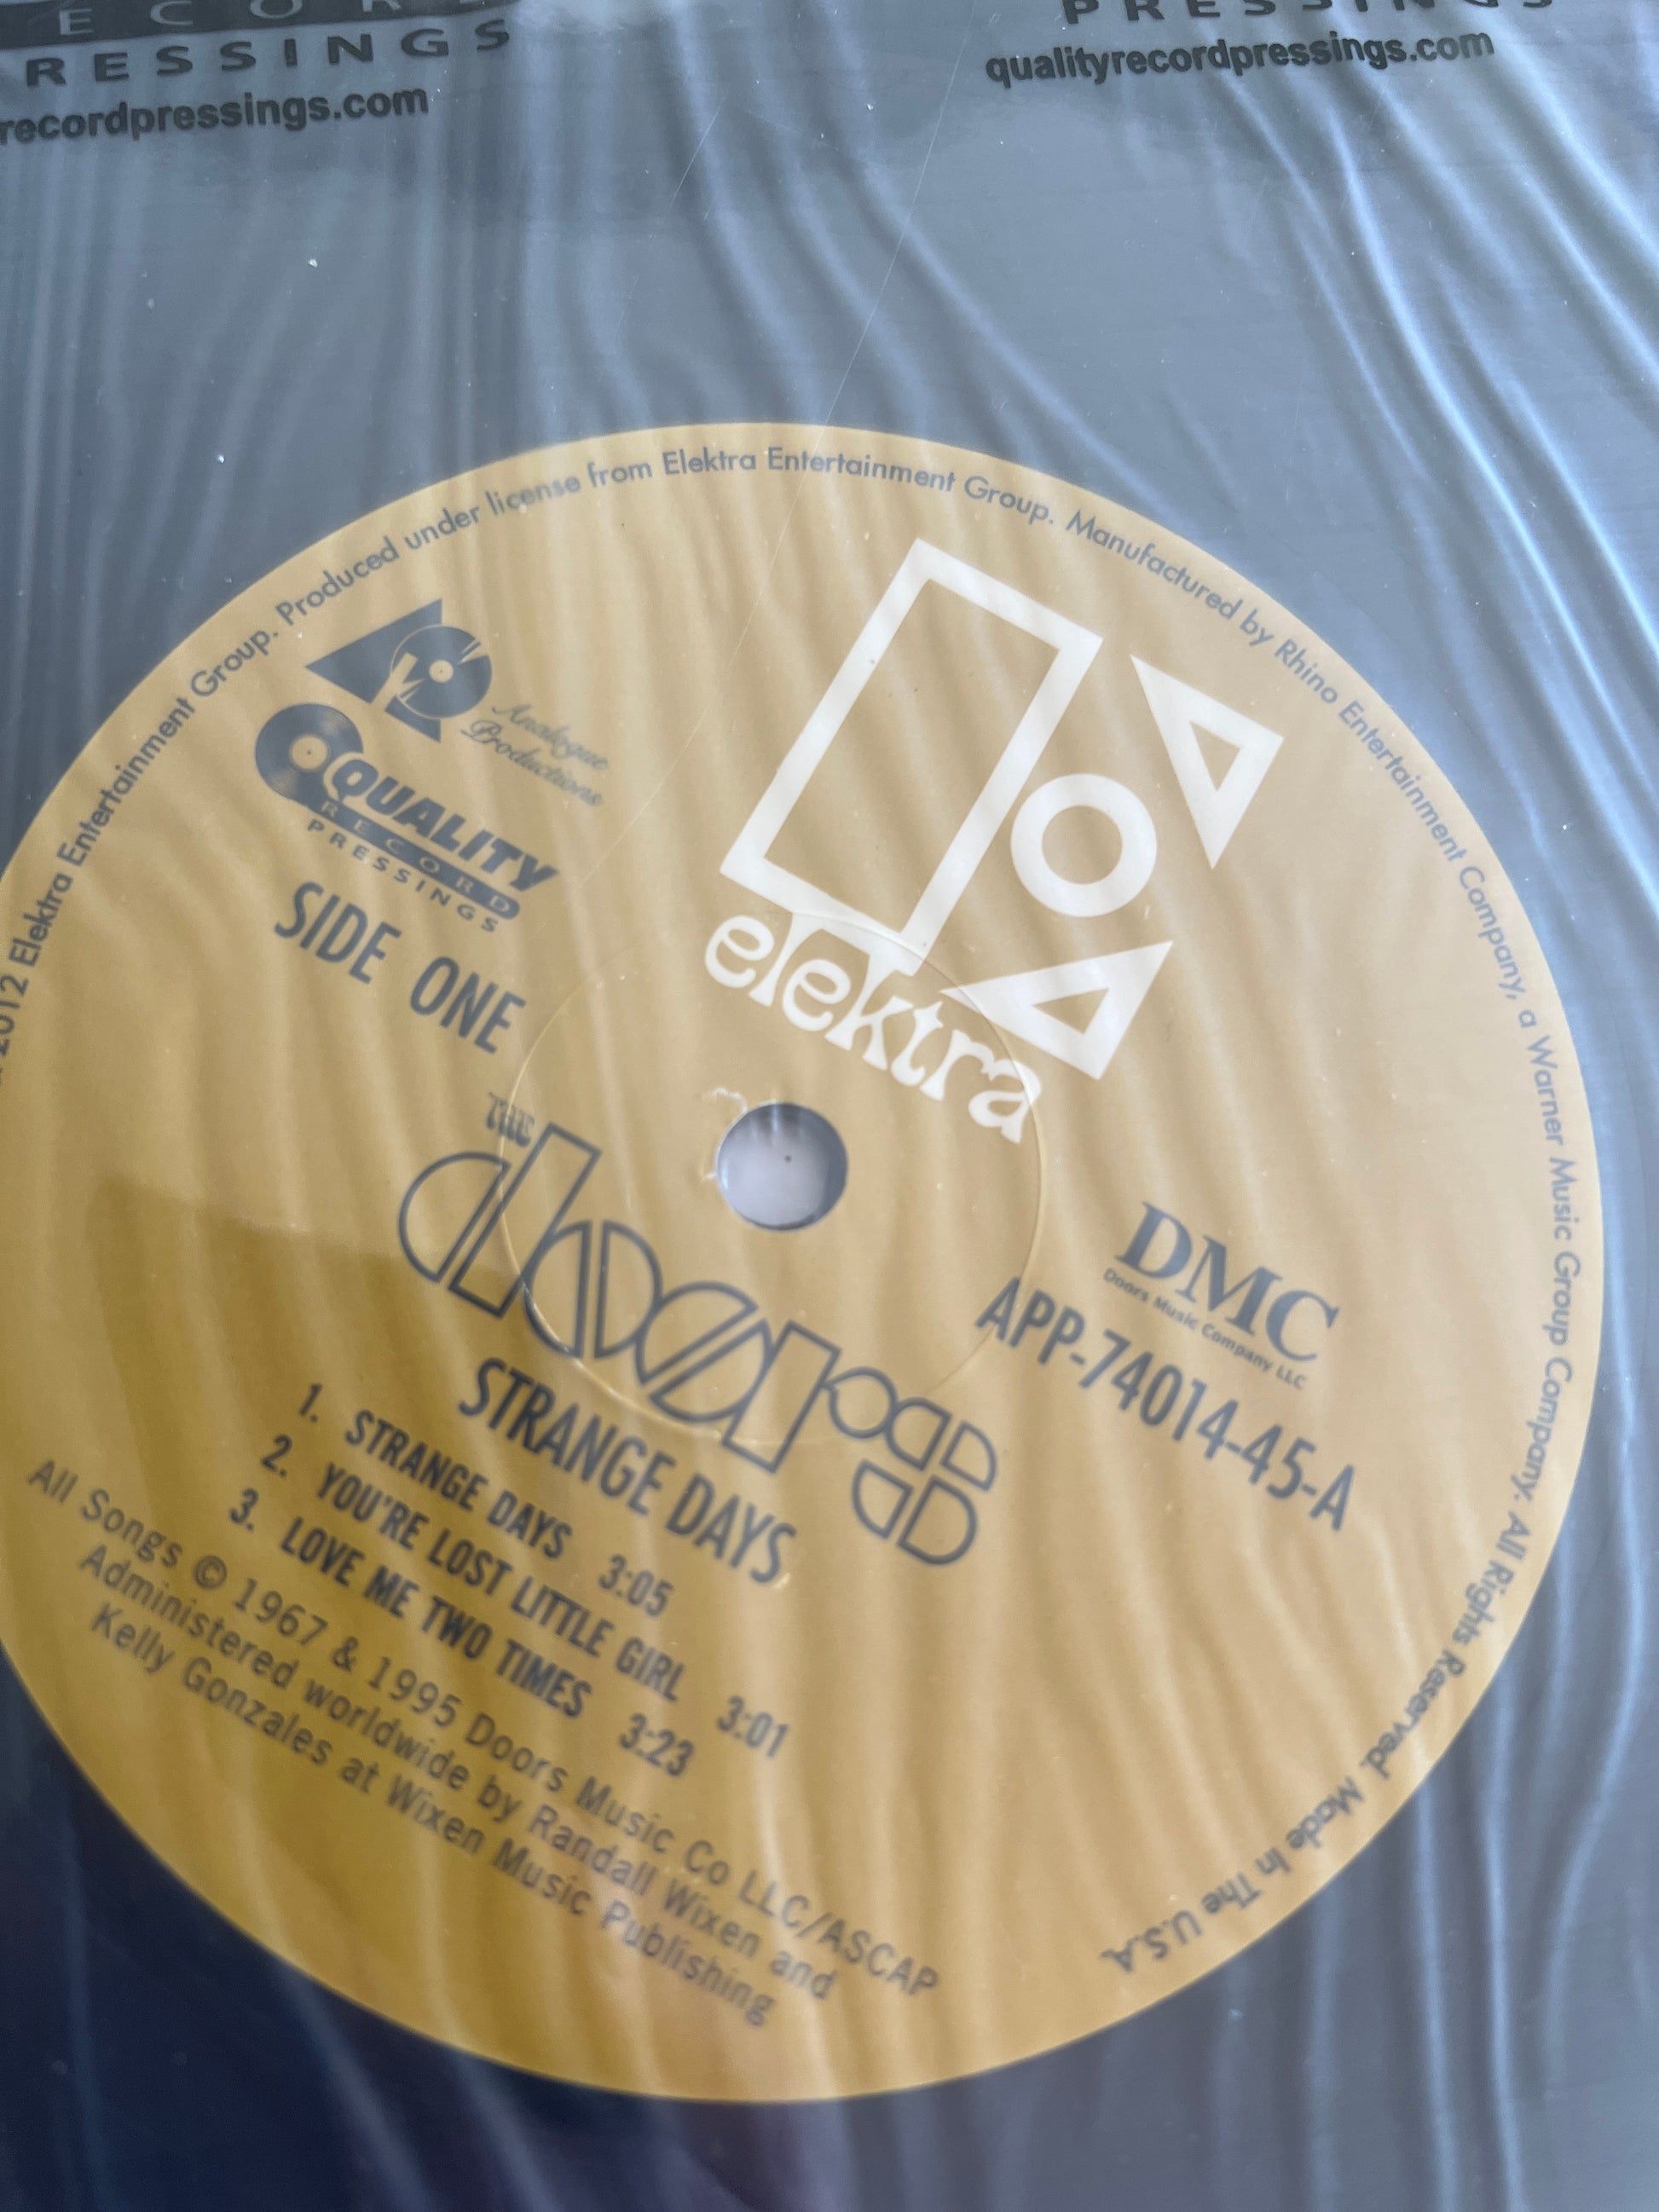 E C O R
RESSINGS
recordpressings.com
PRESSINGS
qualityrecordpressings.com
2012 Elektra Entertainment Group. Produced under license from Elektra Entertainment Group. Manufactured by Rhino Entertainment Company, a Warner Music Group Company. All Rights Reserved. Made In The U.S.A.
Analogue
Productions
QUALITY
RECORD
PRESSINGS
elektra
SIDE ONE
THE
doors
DMC
Doors Music Company LLC
APP-74014-45-A
STRANGE DAYS
1. STRANGE DAYS 3:05
2. YOU'RE LOST LITTLE GIRL 3:01
3. LOVE ME TWO TIMES 3:23
All Songs © 1967 & 1995 Doors Music Co LLC/ASCAP
Administered worldwide by Randall Wixen and
Kelly Gonzales at Wixen Music Publishing